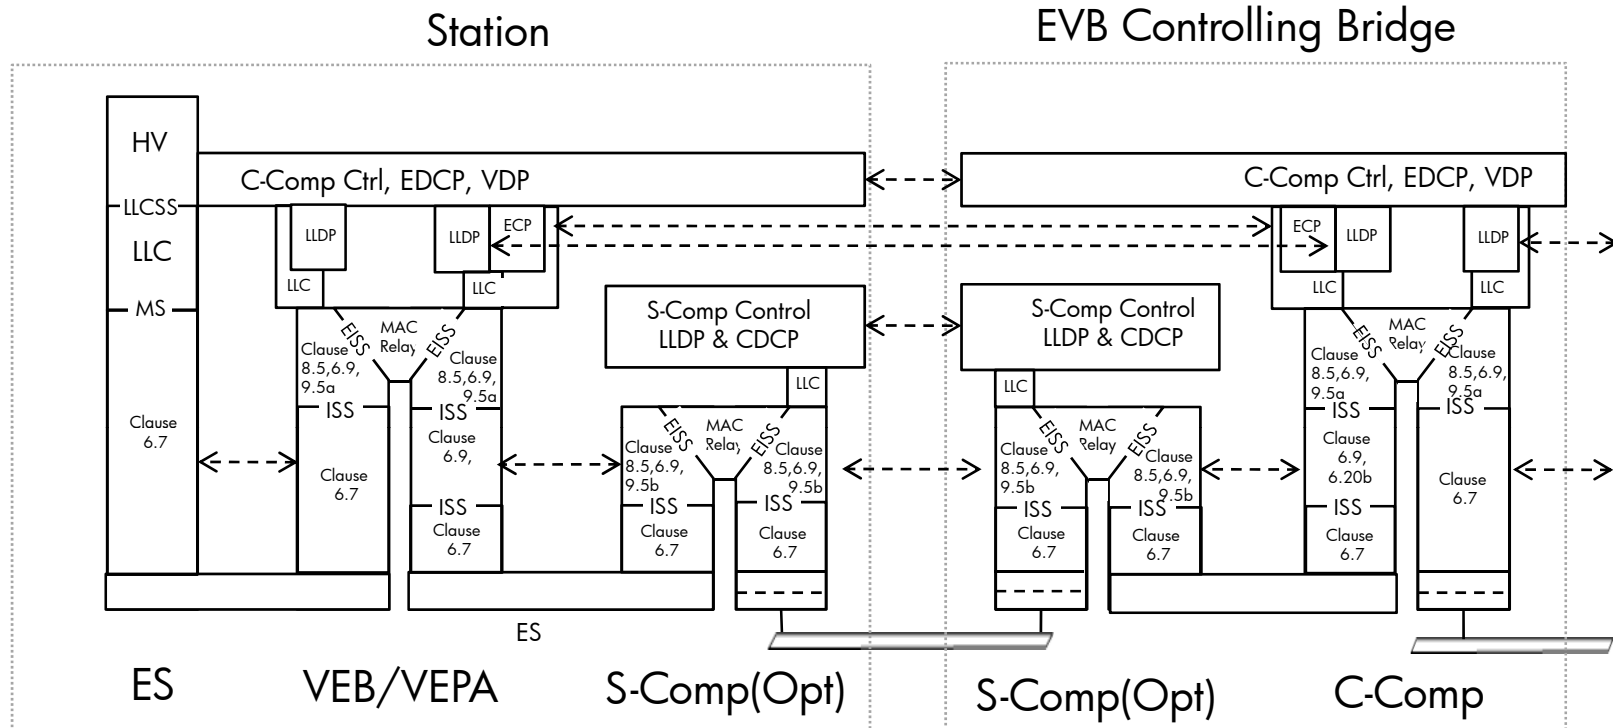 Station
EVB Controlling Bridge
HV
C-Comp Ctrl, EDCP, VDP
C-Comp Ctrl, EDCP, VDP
LLCSS
LLC
MS
LLDP
LLDP
ECP
ECP
LLDP
LLDP
LLC
LLC
LLC
LLC
S-Comp Control
LLDP & CDCP
S-Comp Control
LLDP & CDCP
LLC
LLC
EISS
MAC
Relay
EISS
Clause
8.5,6.9,
9.5a
Clause
8.5,6.9,
9.5a
EISS
MAC
Relay
EISS
Clause
8.5,6.9,
9.5a
Clause
8.5,6.9,
9.5a
ISS
ISS
ISS
ISS
Clause
6.7
Clause
6.7
Clause
6.9,
ISS
Clause
6.7
EISS
MAC
Relay
EISS
Clause
8.5,6.9,
9.5b
Clause
8.5,6.9,
9.5b
ISS
ISS
Clause
6.7
Clause
6.7
EISS
MAC
Relay
EISS
Clause
8.5,6.9,
9.5b
Clause
8.5,6.9,
9.5b
ISS
ISS
Clause
6.7
Clause
6.7
Clause
6.9,
6.20b
ISS
Clause
6.7
Clause
6.7
ES
ES
VEB/VEPA
S-Comp(Opt)
S-Comp(Opt)
C-Comp